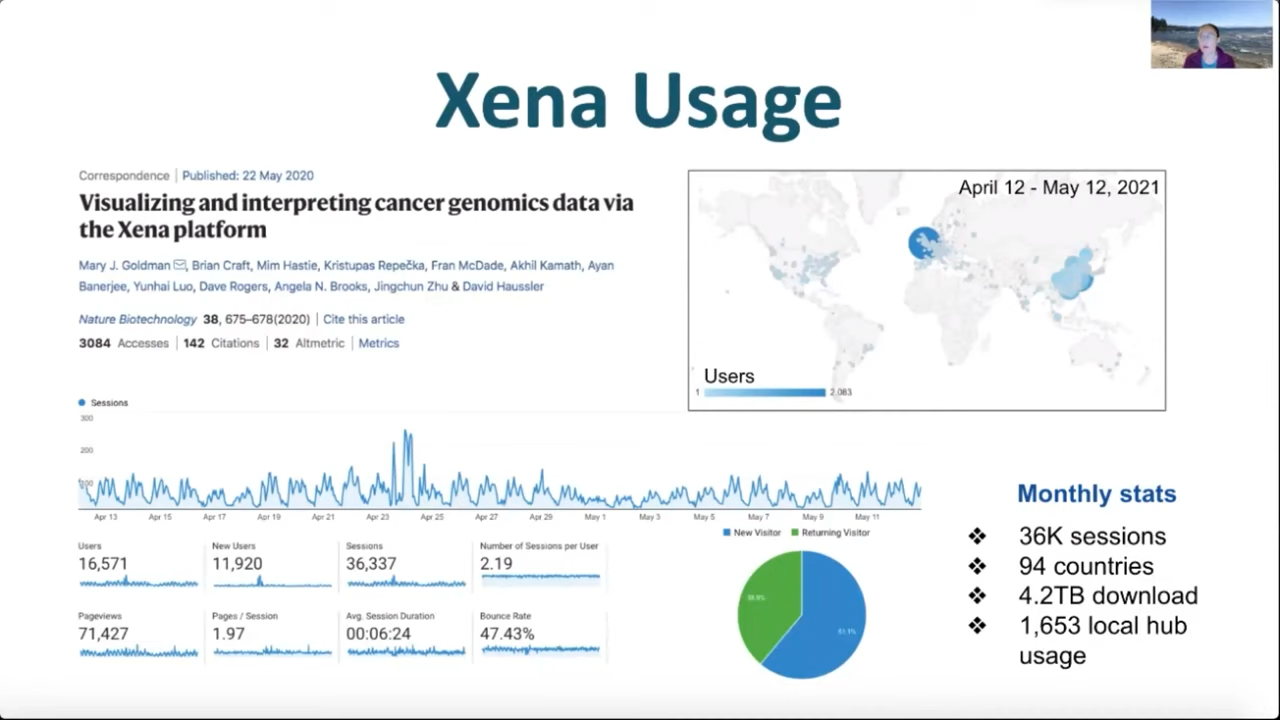 Xena Usage
Correspondence | Published: 22 May 2020
Visualizing and interpreting cancer genomics data via
the Xena platform
Mary J. Goldman, Brian Craft, Mim Hastie, Kristupas Repečka, Fran McDade, Akhil Kamath, Ayan
Banerjee, Yunhai Luo, Dave Rogers, Angela N. Brooks, Jingchun Zhu & David Haussler
Nature Biotechnology 38, 675–678(2020) | Cite this article
3084 Accesses | 142 Citations | 32 Altmetric | Metrics
April 12 - May 12, 2021
Users
1 2,063
Sessions
300
200
100
Apr 13 Apr 15 Apr 17 Apr 19 Apr 21 Apr 23 Apr 25 Apr 27 Apr 29 May 1 May 3 May 5 May 7 May 9 May 11
Users
16,571
New Users
11,920
Sessions
36,337
Number of Sessions per User
2.19
Pageviews
71,427
Pages / Session
1.97
Avg. Session Duration
00:06:24
Bounce Rate
47.43%
New Visitor Returning Visitor
61.1%
Monthly stats
❖ 36K sessions
❖ 94 countries
❖ 4.2TB download
❖ 1,653 local hub
usage